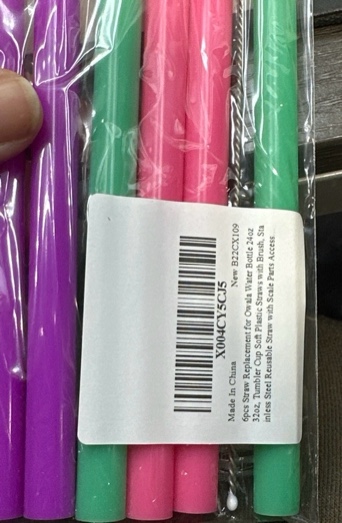 X004CY5CJ5
New B22CX109
Made In China
6pcs Straw Replacement for Owala Water Bottle 24oz
32oz, Tumbler Cup Soft Plastic Straws with Brush, Sta
inless Steel Reusable Straw with Scale Parts Access